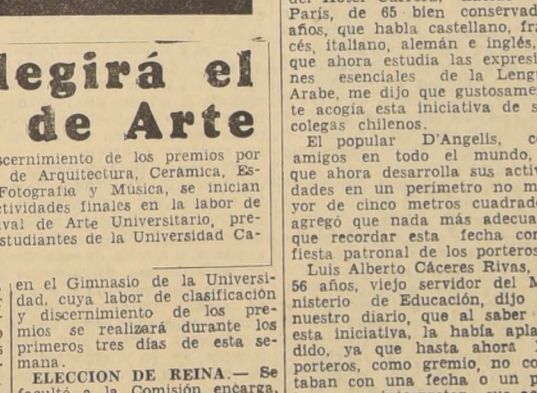 legirá el
de Arte
scernimiento de los premios por
de Arquitectura, Cerámica, Es-
Fotografía y Música, se inician
ctividades finales en la labor de
val de Arte Universitario, pre-
studiantes de la Universidad Ca-
en el Gimnasio de la Universi-
dad, cuya labor de clasificación
y discernimiento de los pre-
mios se realizará durante los
primeros tres días de esta se-
mana.
ELECCION DE REINA.— Se
facultó a la Comisión encarga,
París, de 65 bien conservad
años, que habla castellano, fra
cés, italiano, alemán e inglés,
que ahora estudia las expresi
nes esenciales de la Leng
Arabe, me dijo que gustosame
te acogía esta iniciativa de s
colegas chilenos.
El popular D'Angelis, c
amigos en todo el mundo,
que ahora desarrolla sus activ
dades en un perímetro no m
yor de cinco metros cuadrad
agregó que nada más adecua
que recordar esta fecha con
fiesta patronal de los porteros
Luis Alberto Cáceres Rivas,
56 años, viejo servidor del M
nisterio de Educación, dijo
nuestro diario, que al saber
esta iniciativa, la había apla
dido, ya que hasta ahora
porteros, como gremio, no co
taban con una fecha o un p